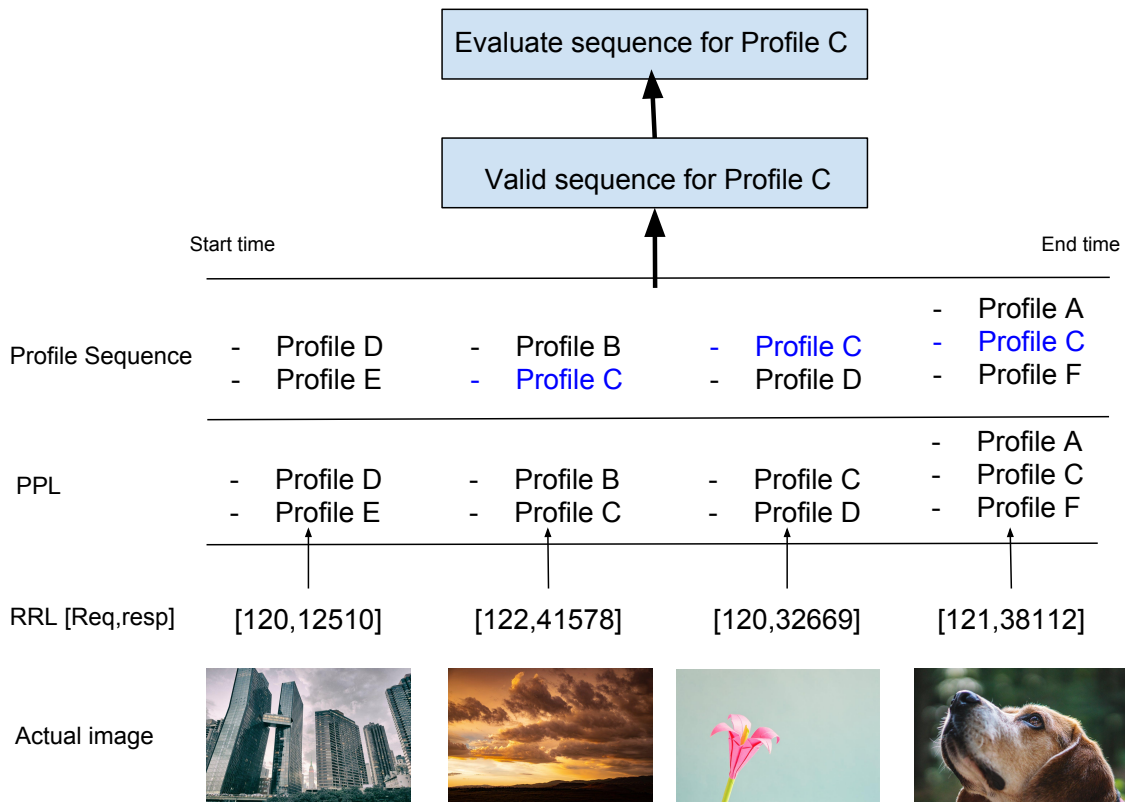 Evaluate sequence for Profile C
Valid sequence for Profile C
Start time
End time
Profile Sequence
- Profile D
- Profile E
- Profile B
- Profile C
- Profile C
- Profile D
- Profile A
- Profile C
- Profile F
PPL
- Profile D
- Profile E
- Profile B
- Profile C
- Profile C
- Profile D
- Profile A
- Profile C
- Profile F
RRL [Req,resp]
[120,12510]
[122,41578]
[120,32669]
[121,38112]
Actual image